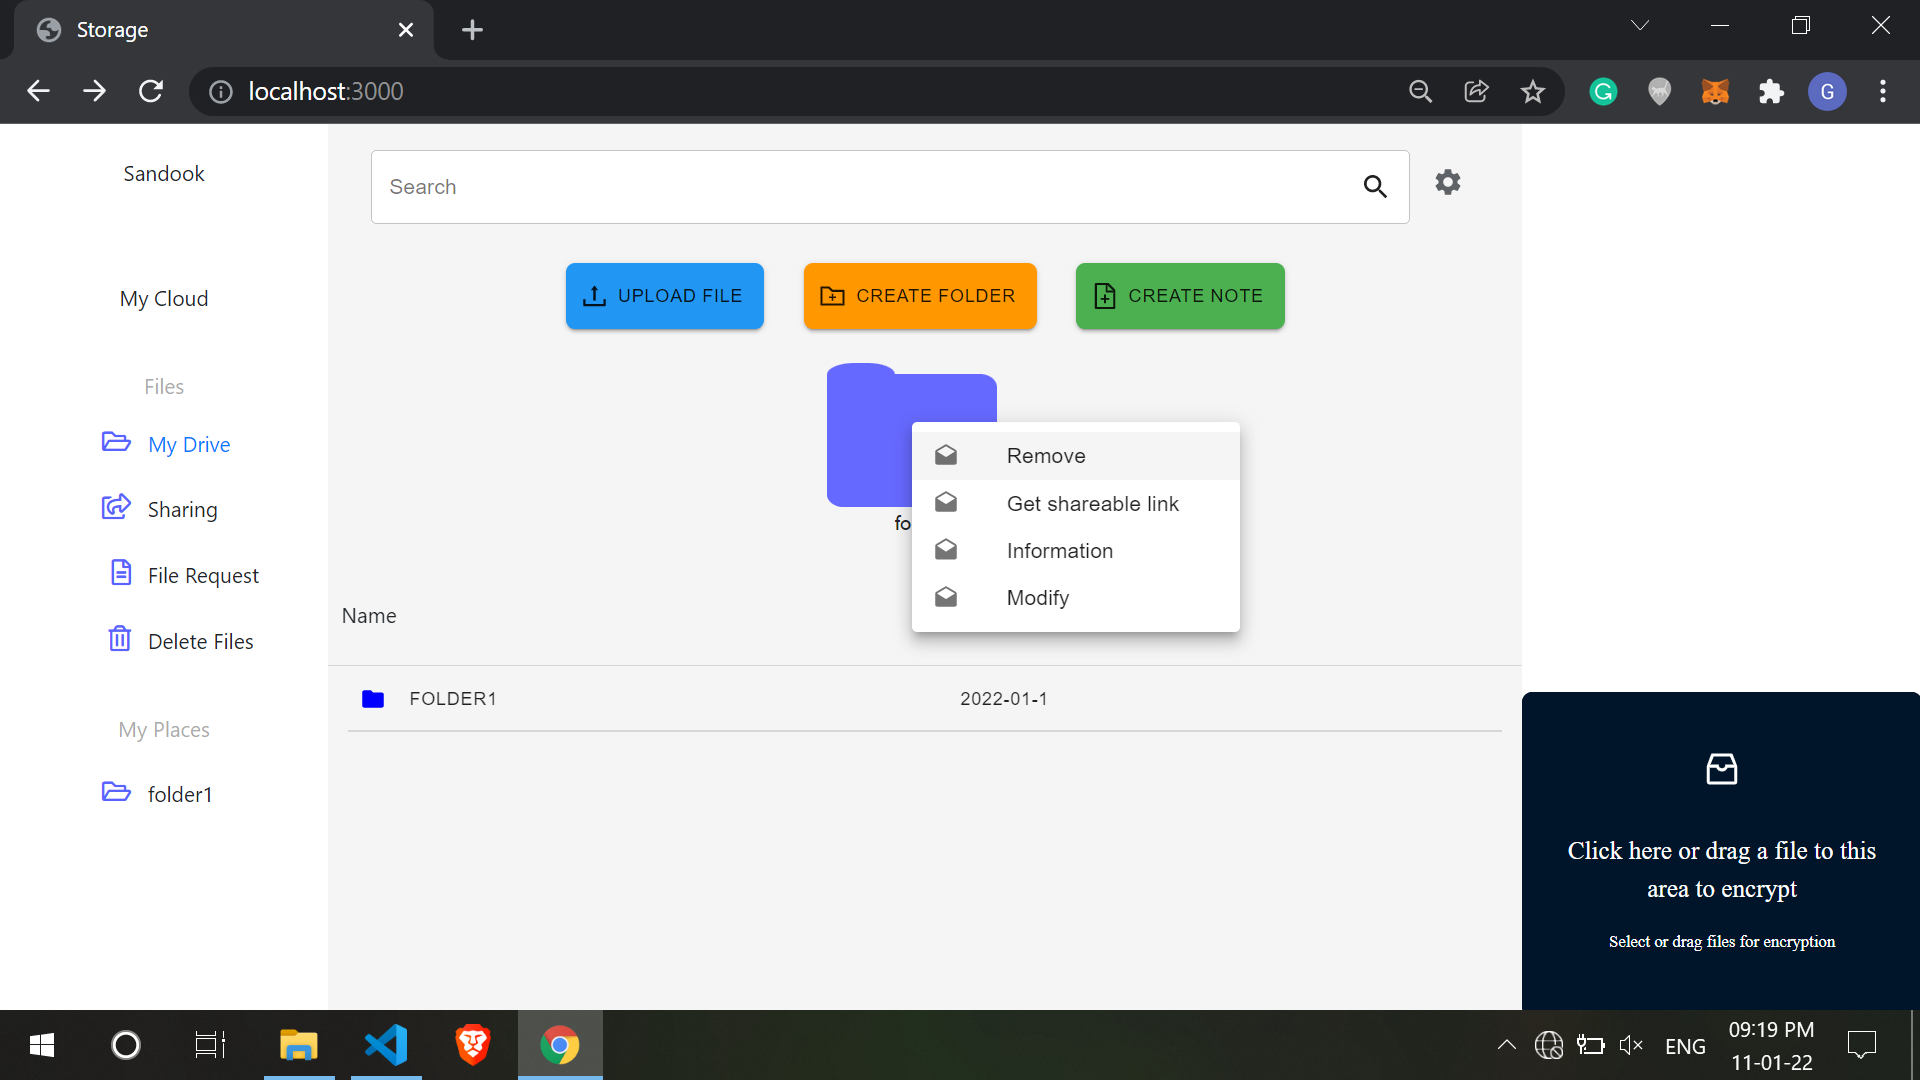 Storage
localhost:3000
G
Sandook
My Cloud
Files
My Drive
Sharing
File Request
Delete Files
My Places
folder1
Search
UPLOAD FILE
CREATE FOLDER
CREATE NOTE
fo
Remove
Get shareable link
Information
Modify
Name
FOLDER1
2022-01-1
Click here or drag a file to this
area to encrypt
Select or drag files for encryption
ENG
09:19 PM
11-01-22